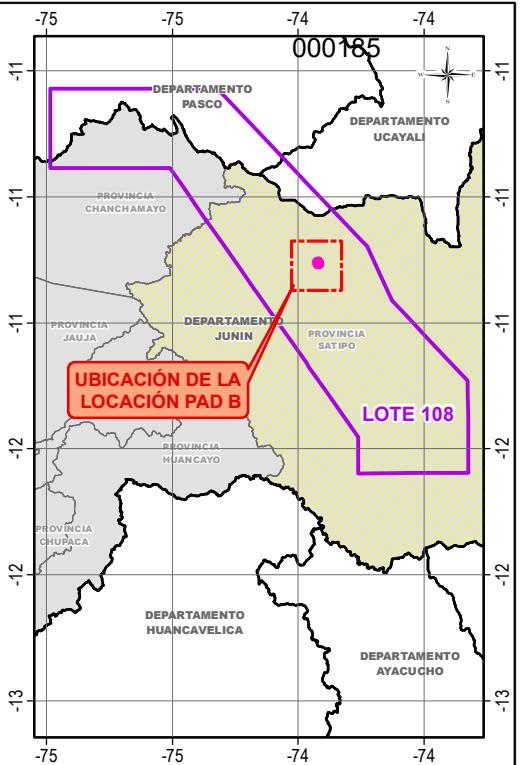 -75 -75 -74 -74
000185
N
W E
S
-11 -11
DEPARTAMENTO
PASCO
DEPARTAMENTO
UCAYALI
-11 -11
PROVINCIA
CHANCHAMAYO
-11 -11
PROVINCIA
JAUJA
DEPARTAMENTO
JUNIN
PROVINCIA
SATIPO
UBICACIÓN DE LA
LOCACIÓN PAD B
LOTE 108
-12 -12
PROVINCIA
HUANCAYO
PROVINCIA
CHUPACA
-12 -12
DEPARTAMENTO
HUANCAVELICA
DEPARTAMENTO
AYACUCHO
-13 -13
-75 -75 -74 -74